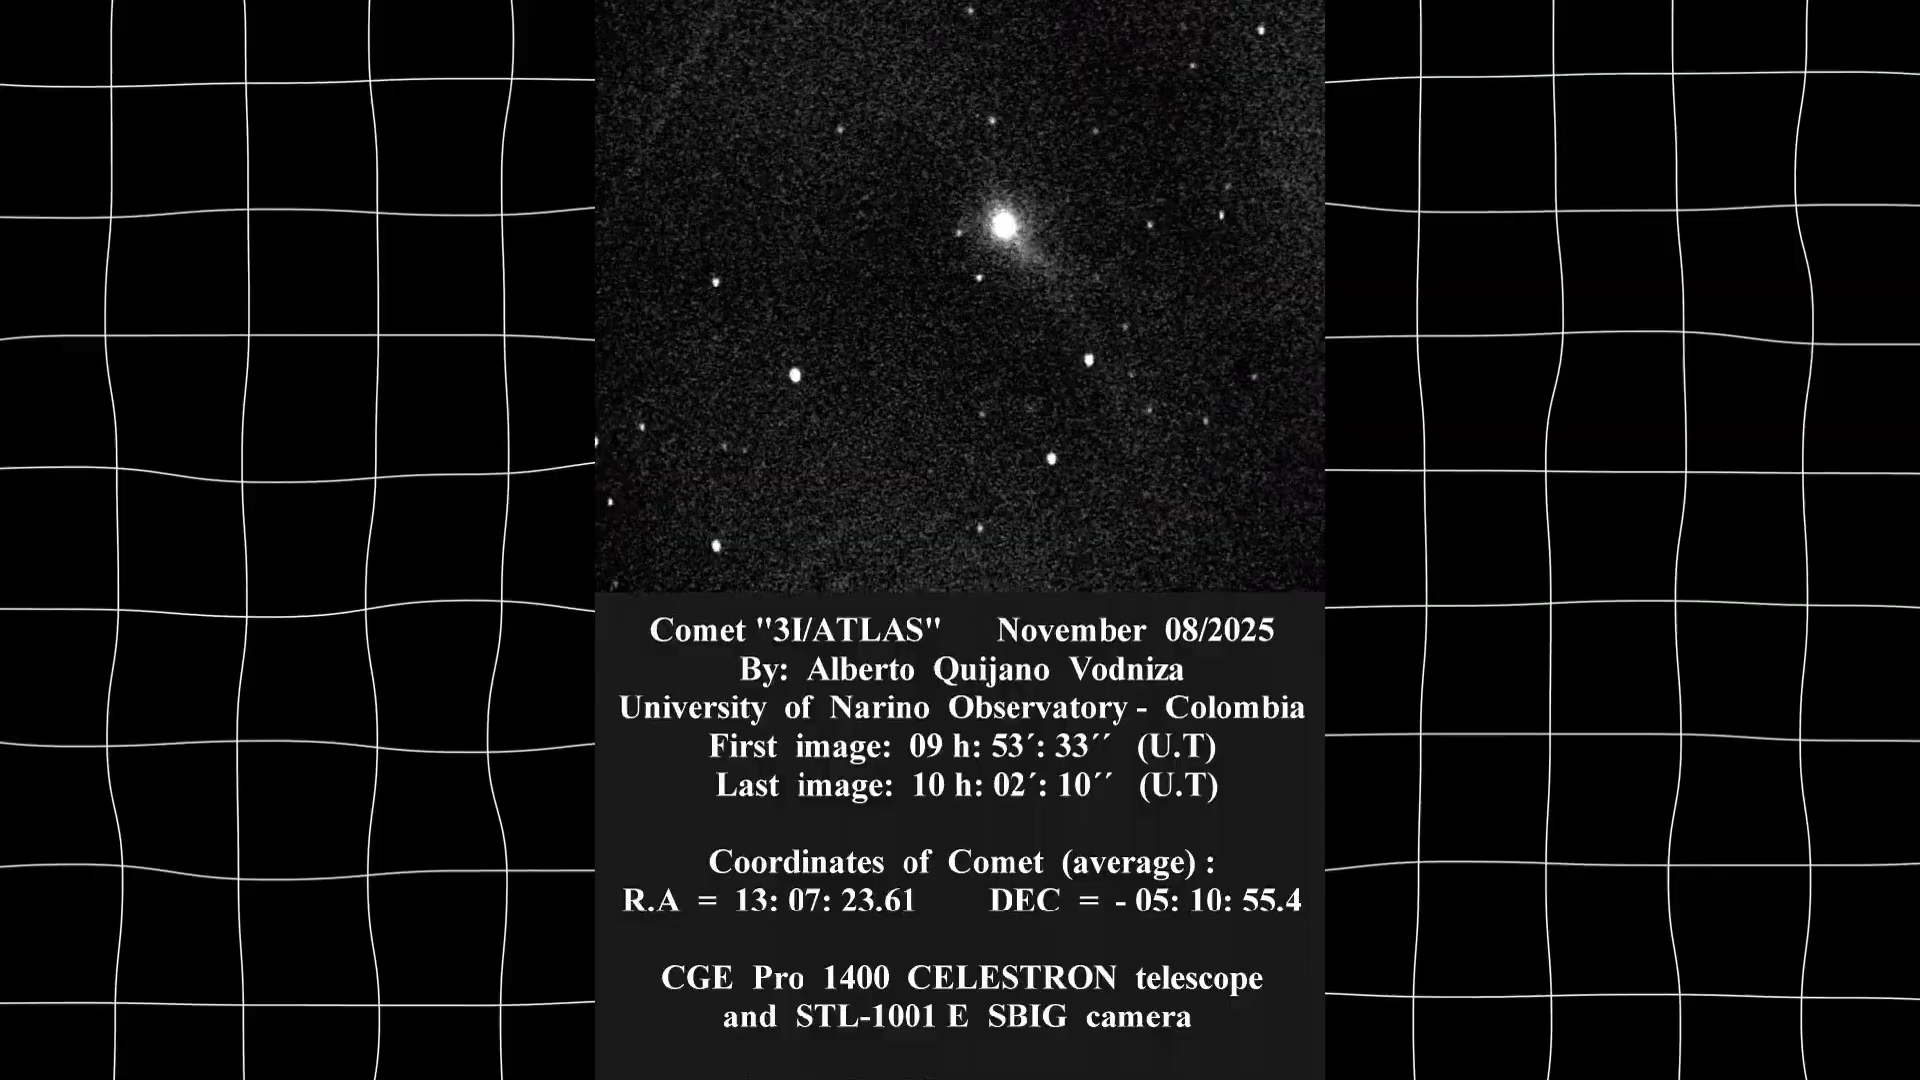 Comet "3I/ATLAS" November 08/2025
By: Alberto Quijano Vodniza
University of Narino Observatory - Colombia
First image: 09 h: 53´: 33´´ (U.T)
Last image: 10 h: 02´: 10´´ (U.T)
Coordinates of Comet (average) :
R.A = 13: 07: 23.61 DEC = - 05: 10: 55.4
CGE Pro 1400 CELESTRON telescope
and STL-1001 E SBIG camera